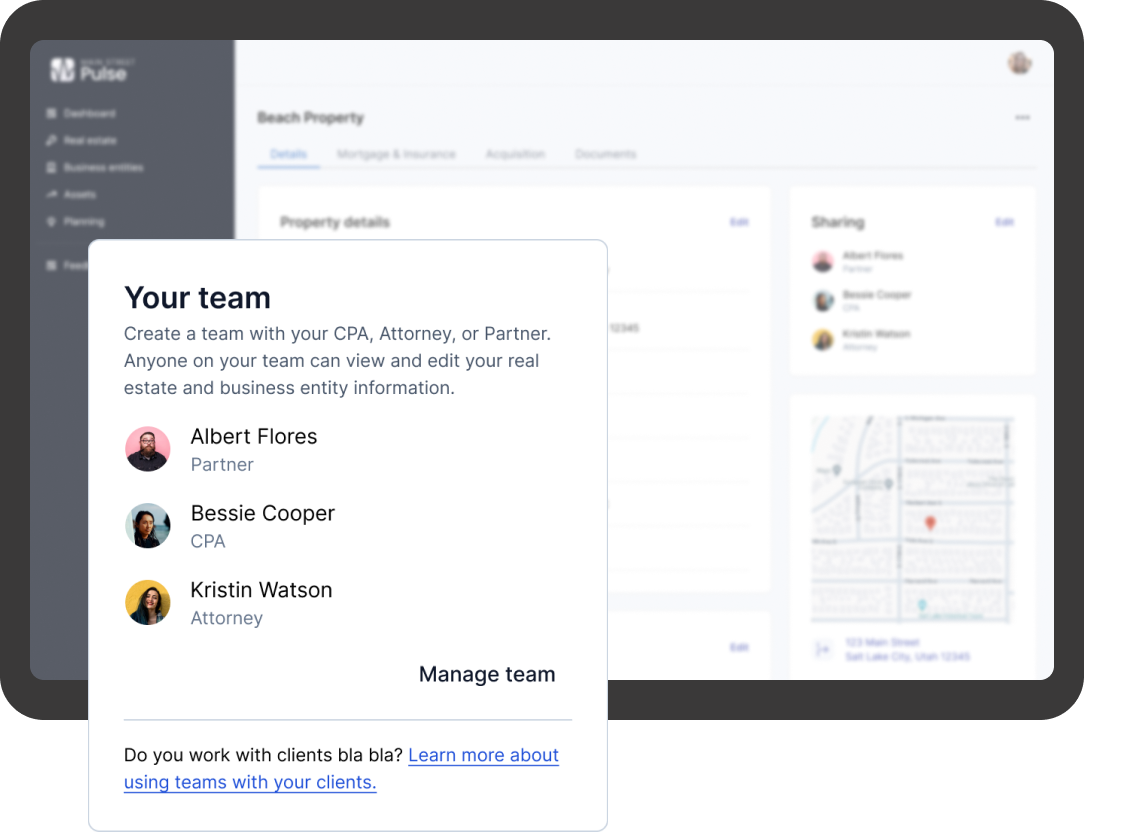 MAIN STREET
Pulse
Dashboard
Real estate
Business entities
Assets
Planning
Beach Property
Details
Mortgage & Insurance
Acquisition
Documents
Property details
Edit
12345
Edit
Sharing
Edit
Albert Flores
Partner
Bessie Cooper
CPA
Kristin Watson
Attorney
123 Main Street
Salt Lake City, Utah 12345
Your team
Create a team with your CPA, Attorney, or Partner.
Anyone on your team can view and edit your real
estate and business entity information.
Albert Flores
Partner
Bessie Cooper
CPA
Kristin Watson
Attorney
Manage team
Do you work with clients bla bla? Learn more about
using teams with your clients.